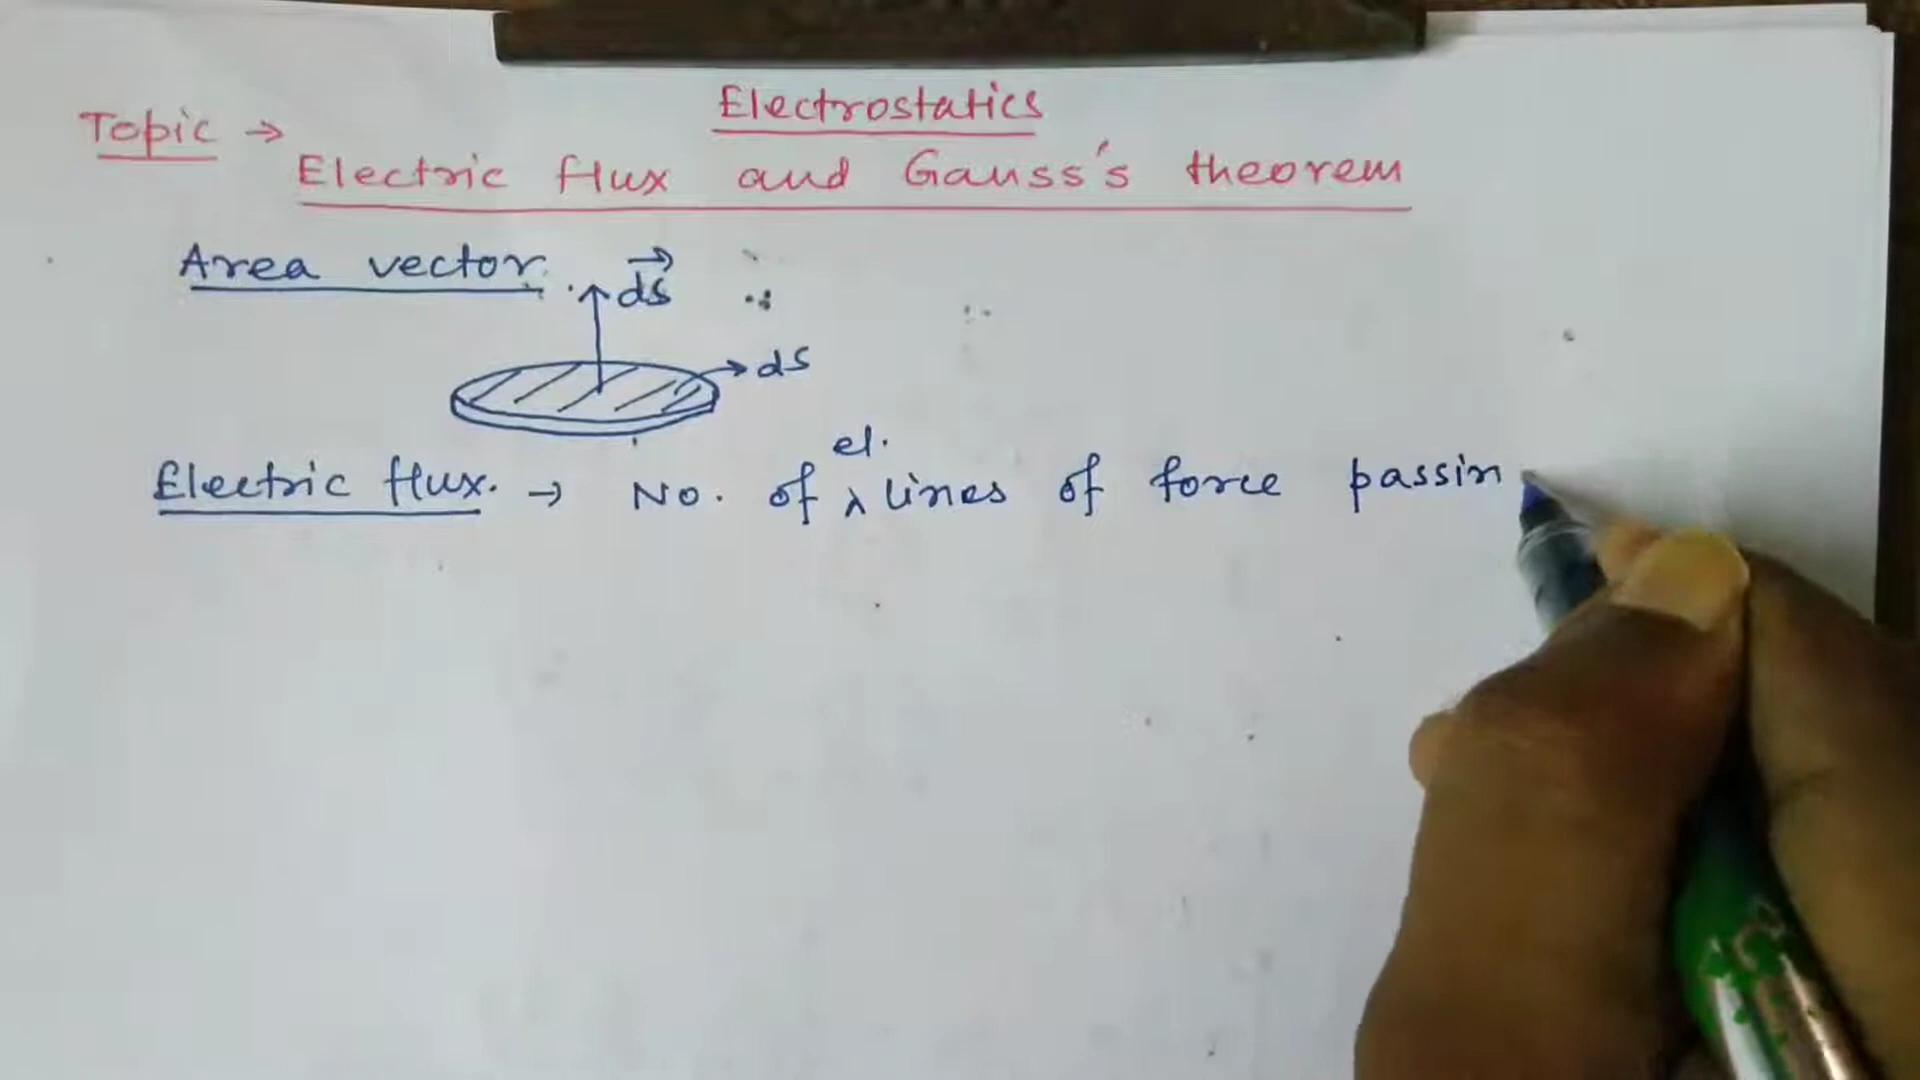 Electrostatics
Topic →
Electric flux and Gauss's theorem
Area vector.
ds
ds
el.
Electric flux. → No. of lines of force passin